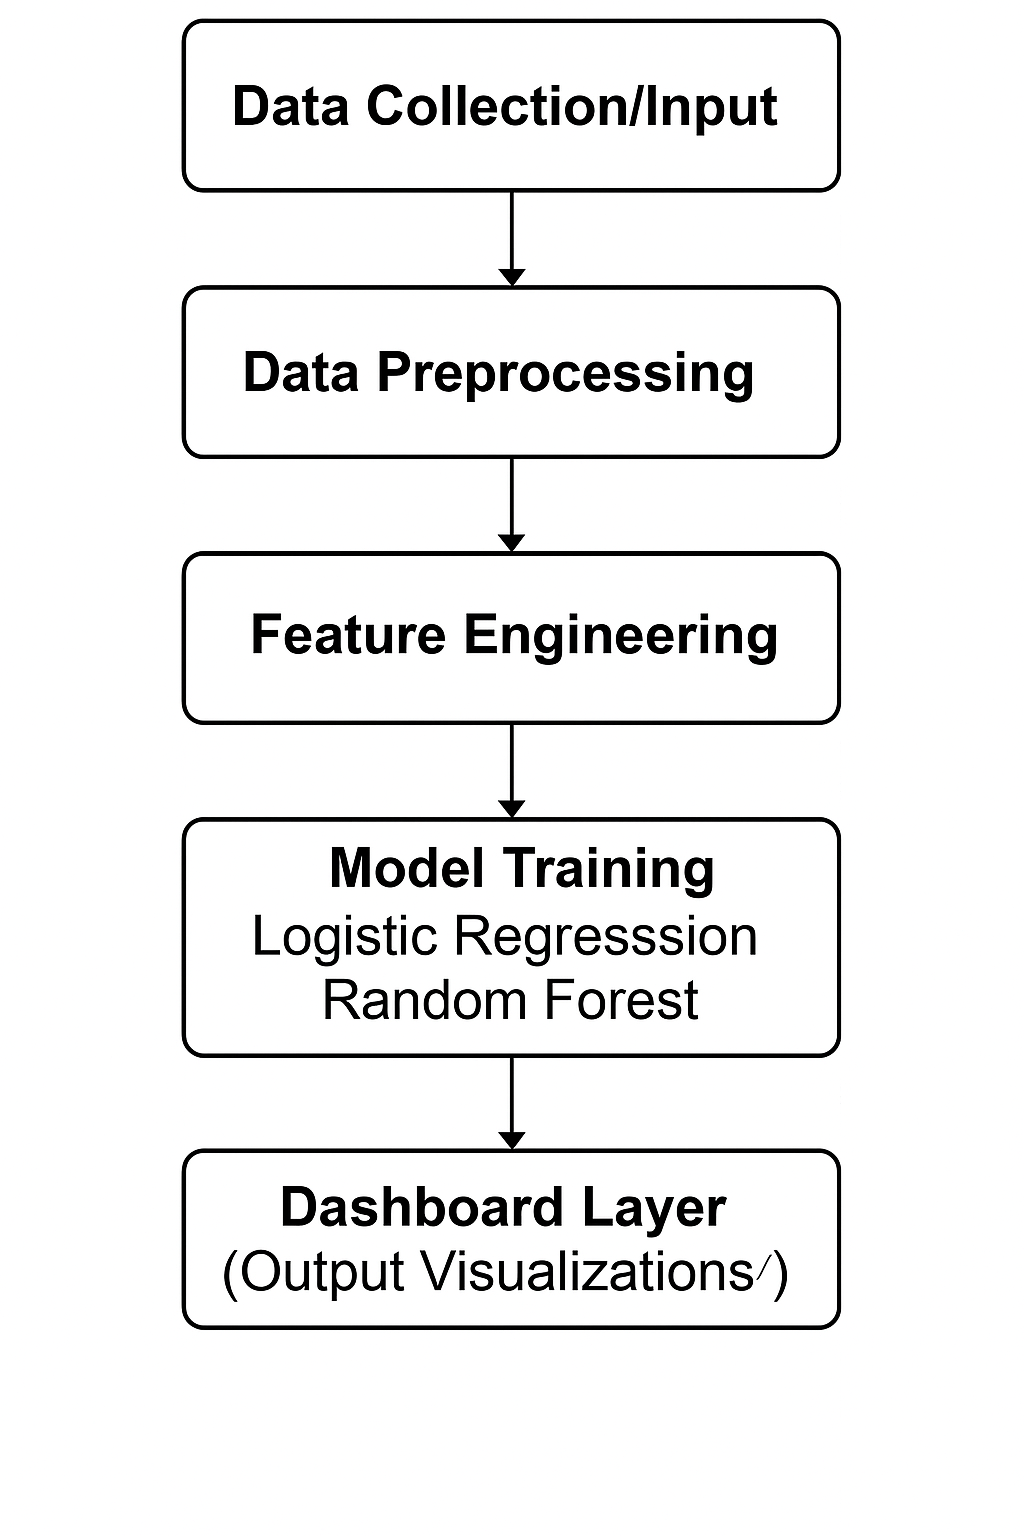 Data Collection/Input
Data Preprocessing
Feature Engineering
Model Training
Logistic Regresssion
Random Forest
Dashboard Layer
(Output Visualizations/)